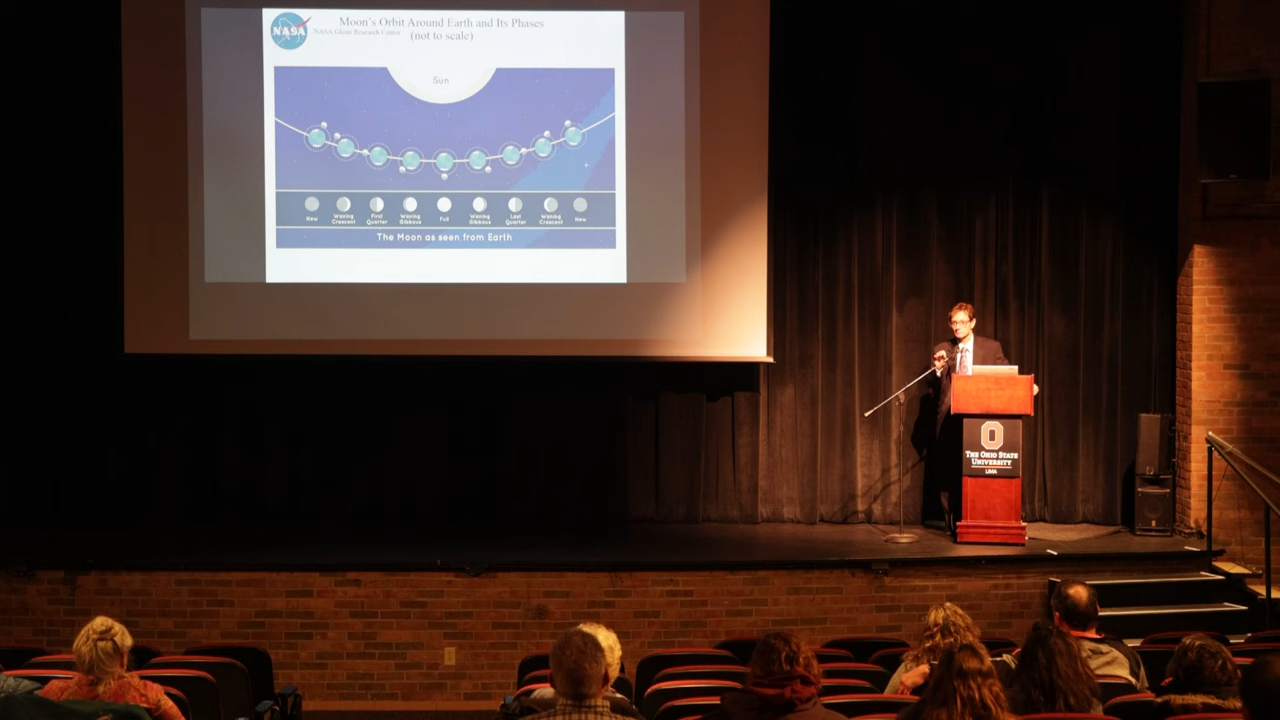 NASA
Moon's Orbit Around Earth and Its Phases
NASA Glenn Research Center
(not to scale)
Sun
New
Waning Crescent
First Quarter
Waxing Gibbous
Full
Waning Gibbous
Last Quarter
Waning Crescent
New
The Moon as seen from Earth
O
THE OHIO STATE
UNIVERSITY
LIMA